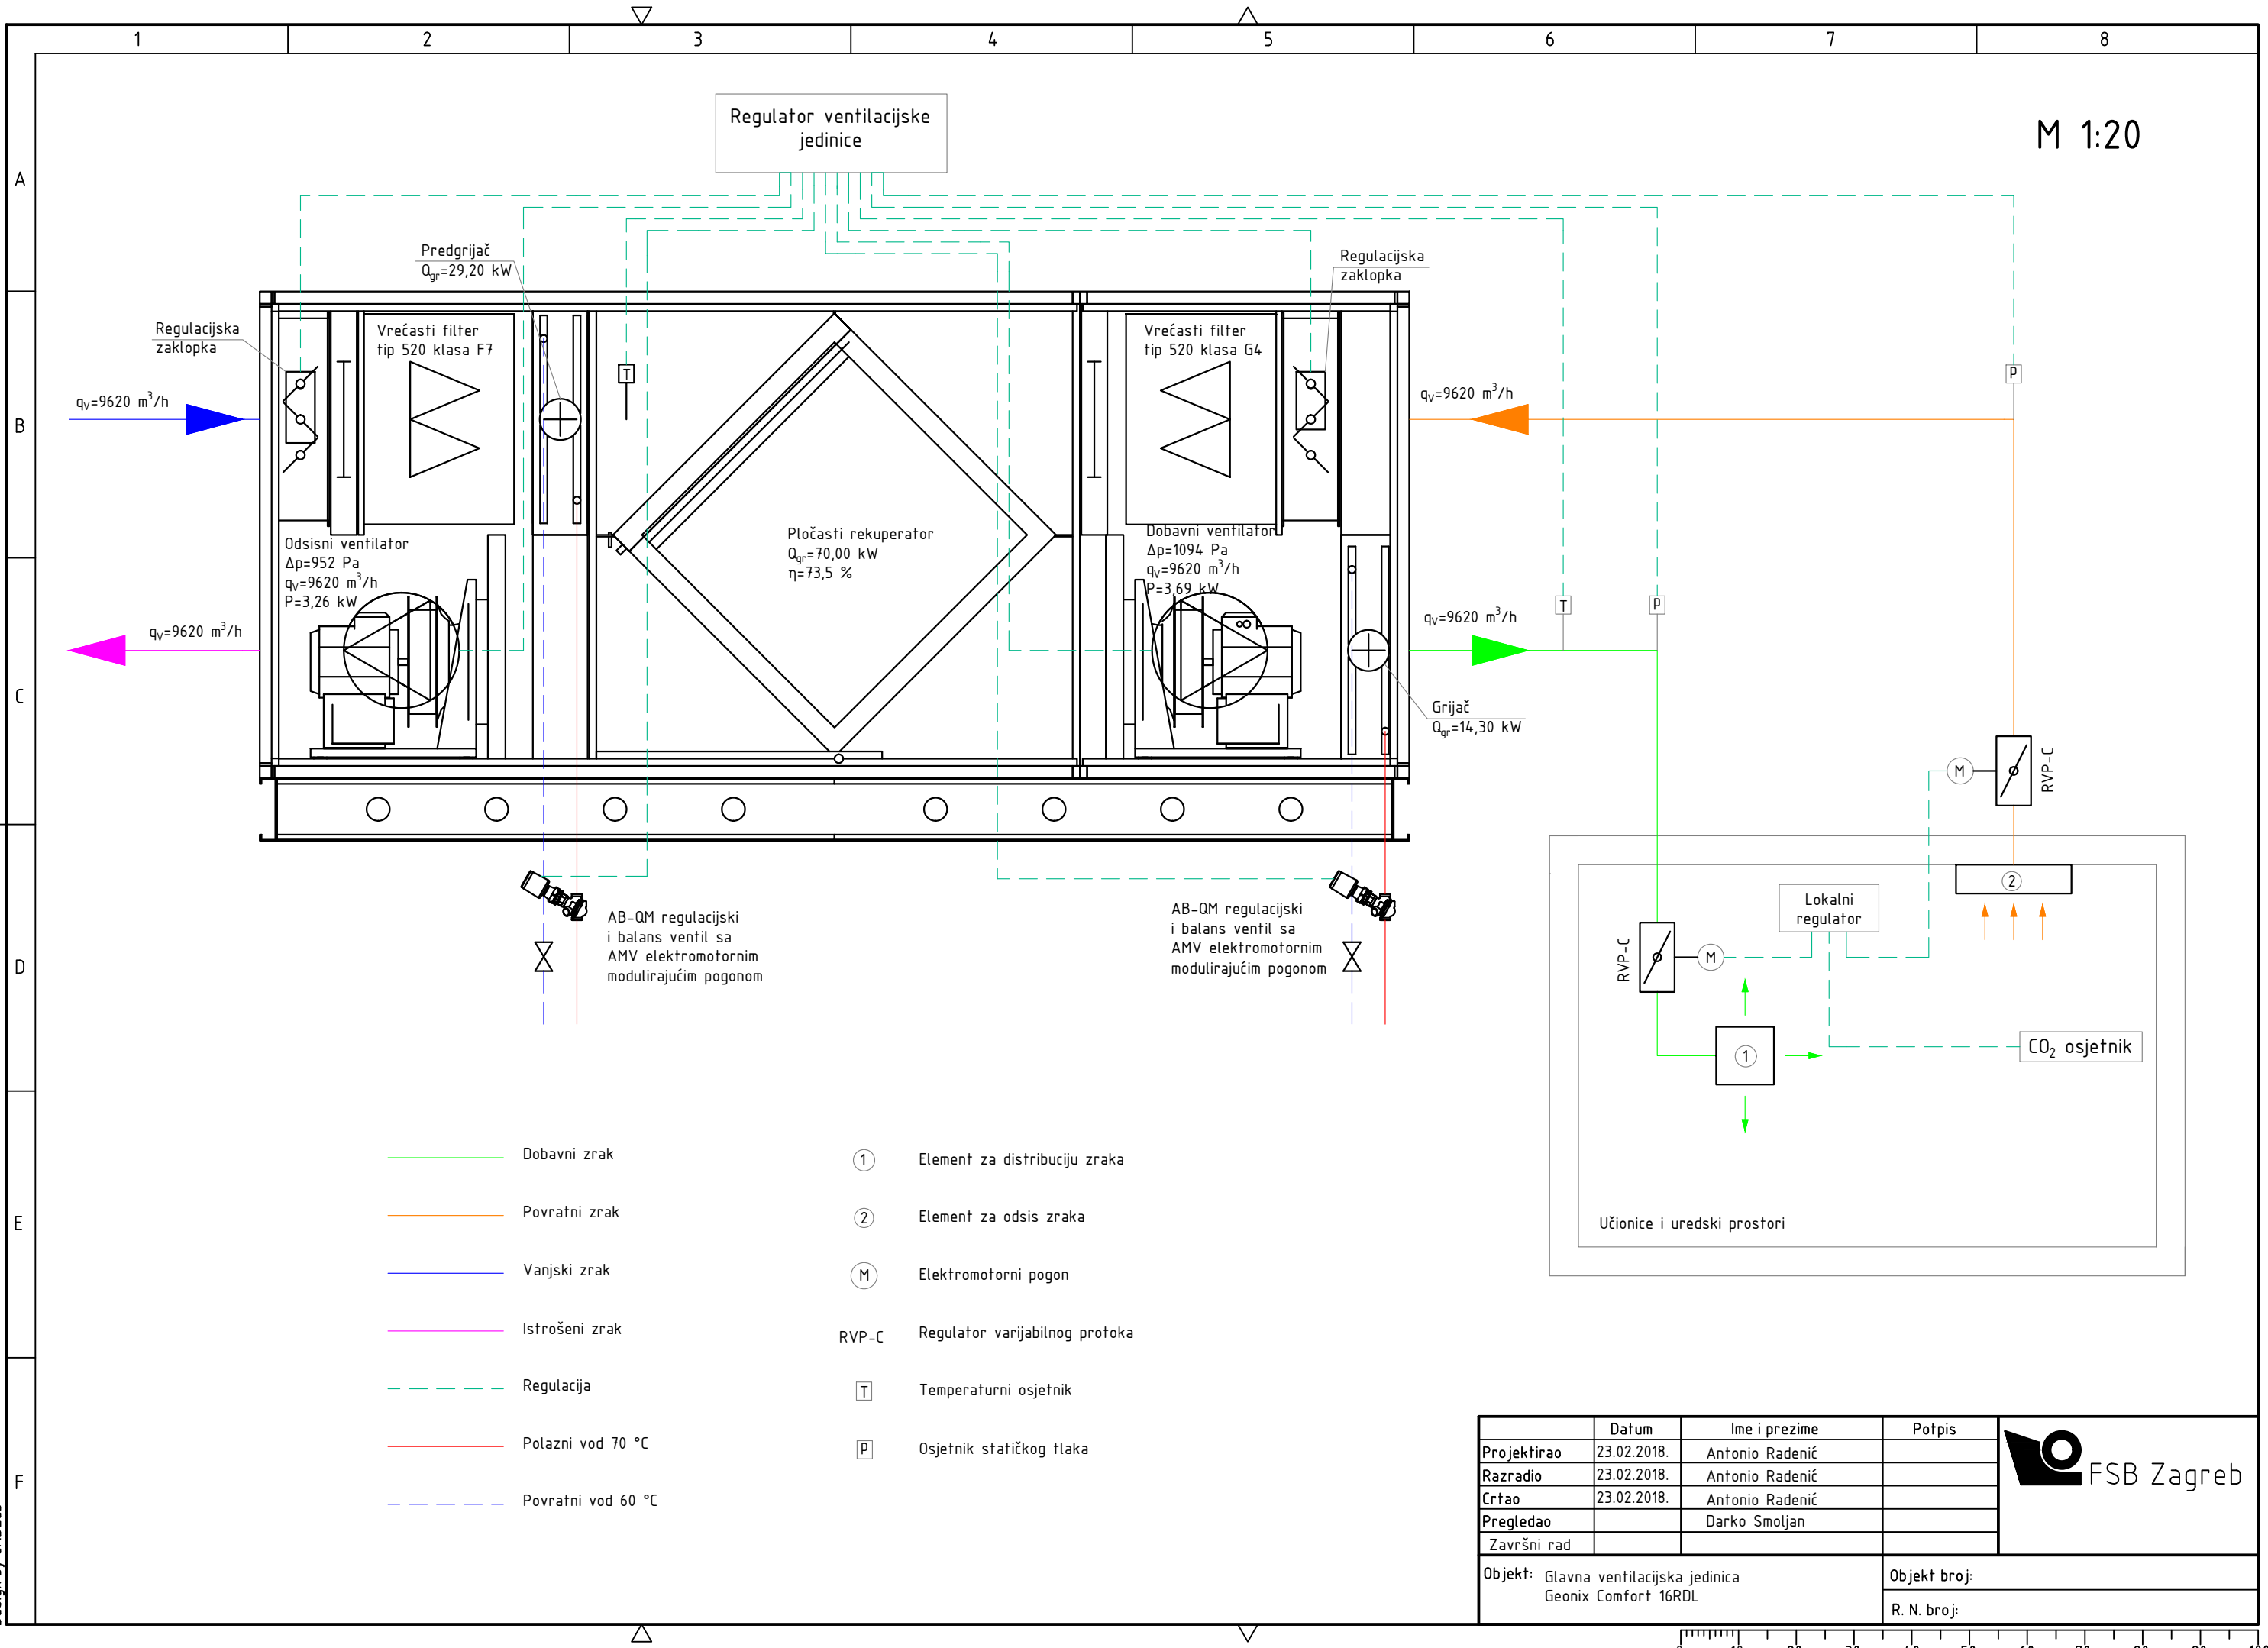 1 2 3 4 5 6 7 8
A
B
C
D
E
F
M 1:20
Regulator ventilacijske
jedinice
Predgrijač
Qgr=29,20 kW
Regulacijska
zaklopka
Regulacijska
zaklopka
Vrećasti filter
tip 520 klasa F7
T
Vrećasti filter
tip 520 klasa G4
P
qV=9620 m³/h
qV=9620 m³/h
Odsisni ventilator
Δp=952 Pa
qV=9620 m³/h
P=3,26 kW
Pločasti rekuperator
Qgr=70,00 kW
η=73,5 %
Dobavni ventilator
Δp=1094 Pa
qV=9620 m³/h
P=3,69 kW
qV=9620 m³/h
qV=9620 m³/h
T
P
Grijač
Qgr=14,30 kW
M
RVP-C
AB-QM regulacijski
i balans ventil sa
AMV elektromotornim
modulirajućim pogonom
AB-QM regulacijski
i balans ventil sa
AMV elektromotornim
modulirajućim pogonom
2
Lokalni
regulator
RVP-C
M
1
CO₂ osjetnik
Učionice i uredski prostori
Dobavni zrak
Povratni zrak
Vanjski zrak
Istrošeni zrak
Regulacija
Polazni vod 70 °C
Povratni vod 60 °C
1 Element za distribuciju zraka
2 Element za odsis zraka
M Elektromotorni pogon
RVP-C Regulator varijabilnog protoka
T Temperaturni osjetnik
P Osjetnik statičkog tlaka
Datum Ime i prezime Potpis
Projektirao 23.02.2018. Antonio Radenić
Razradio 23.02.2018. Antonio Radenić
Crtao 23.02.2018. Antonio Radenić
Pregledao Darko Smoljan
Završni rad
FSB Zagreb
Objekt: Glavna ventilacijska jedinica
Geonix Comfort 16RDL
Objekt broj:
R. N. broj: